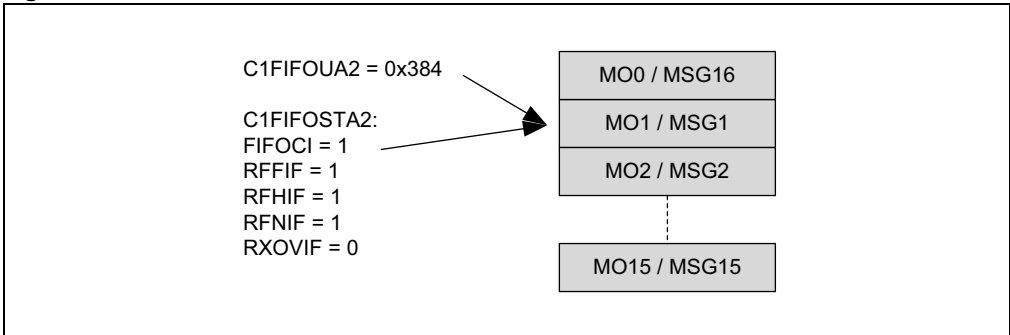 C1FIFOUA2 = 0x384
C1FIFOSTA2:
FIFOCI = 1
RFFIF = 1
RFHIF = 1
RFNIF = 1
RXOVIF = 0
MO0 / MSG16
MO1 / MSG1
MO2 / MSG2
MO15 / MSG15